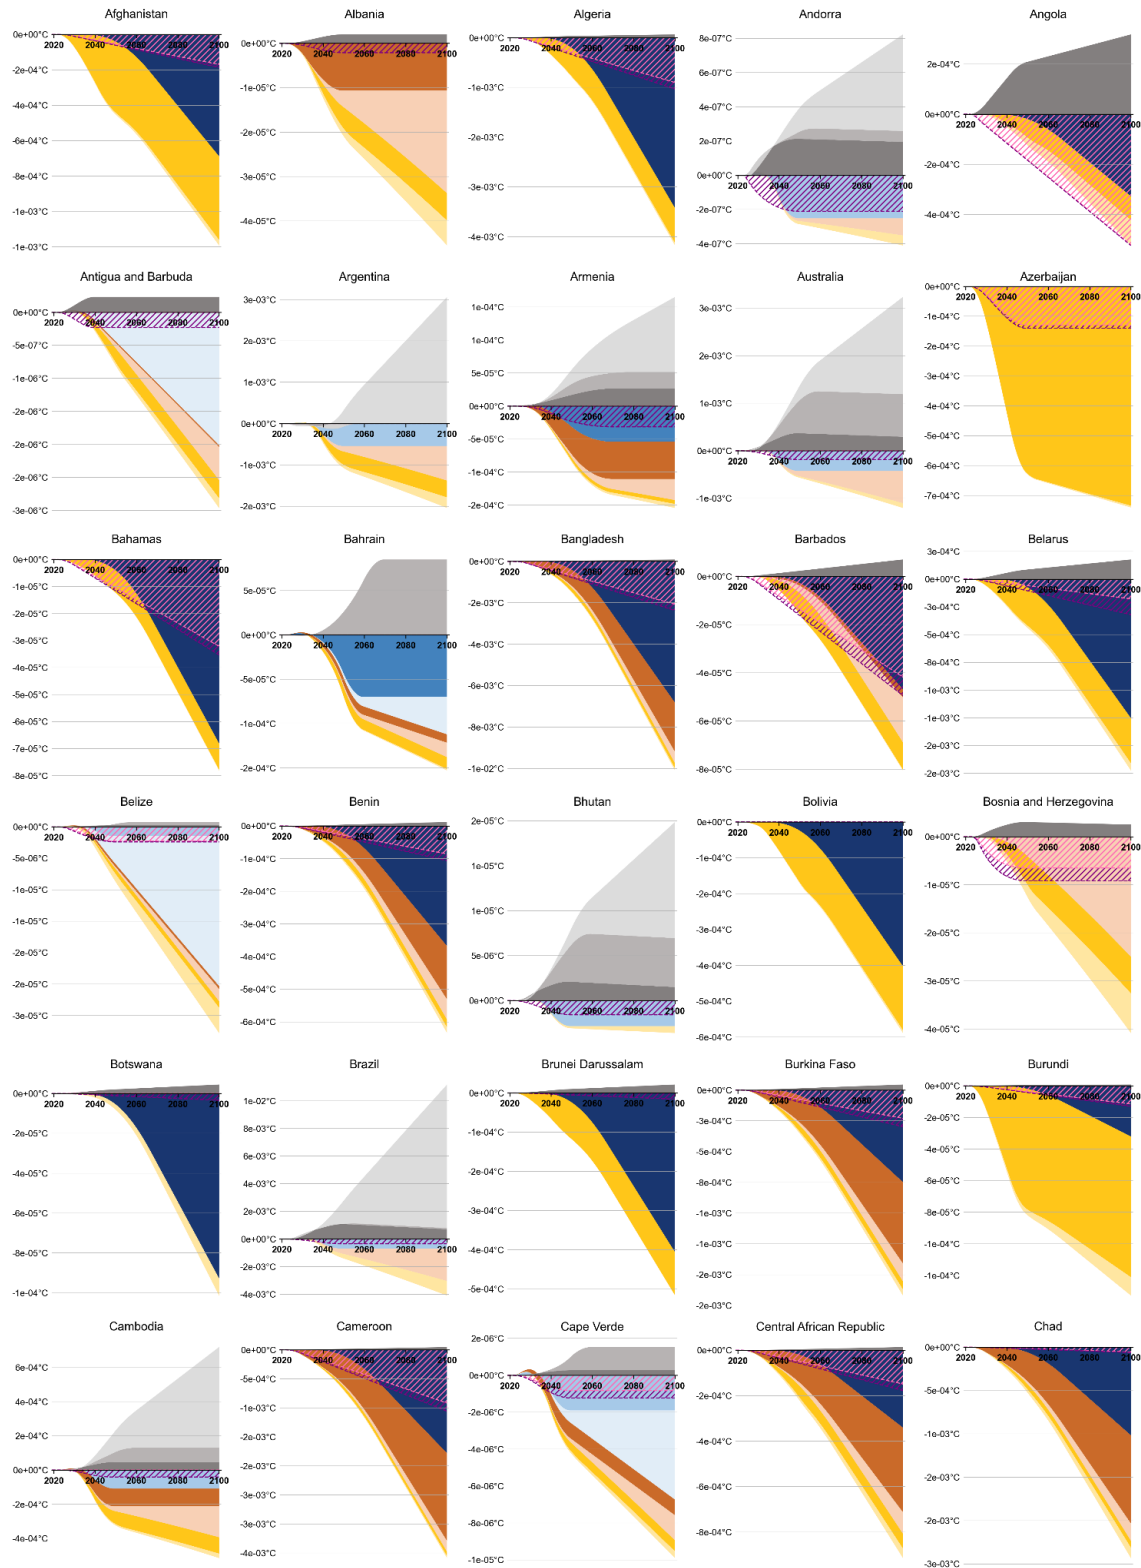 Afghanistan
0e+00°C
2020 2040 2060 2080 2100
-2e-04°C
-4e-04°C
-6e-04°C
-8e-04°C
-1e-03°C
-1e-03°C
Albania
0e+00°C
2020 2040 2060 2080 2100
-1e-05°C
-2e-05°C
-3e-05°C
-4e-05°C
Algeria
0e+00°C
2020 2040 2060 2080 2100
-1e-03°C
-2e-03°C
-3e-03°C
-4e-03°C
Andorra
8e-07°C
6e-07°C
4e-07°C
2e-07°C
0e+00°C
2020 2040 2060 2080 2100
-2e-07°C
-4e-07°C
Angola
2e-04°C
0e+00°C
2020 2040 2060 2080 2100
-2e-04°C
-4e-04°C
Antigua and Barbuda
0e+00°C
2020 2040 2060 2080 2100
-5e-07°C
-1e-06°C
-2e-06°C
-2e-06°C
-2e-06°C
-3e-06°C
Argentina
3e-03°C
2e-03°C
1e-03°C
0e+00°C
2020 2040 2060 2080 2100
-1e-03°C
-2e-03°C
Armenia
1e-04°C
1e-04°C
5e-05°C
0e+00°C
2020 2040 2060 2080 2100
-5e-05°C
-1e-04°C
-2e-04°C
Australia
3e-03°C
2e-03°C
1e-03°C
0e+00°C
2020 2040 2060 2080 2100
-1e-03°C
Azerbaijan
0e+00°C
2020 2040 2060 2080 2100
-1e-04°C
-2e-04°C
-3e-04°C
-4e-04°C
-5e-04°C
-6e-04°C
-7e-04°C
Bahamas
0e+00°C
2020 2040 2060 2080 2100
-1e-05°C
-2e-05°C
-3e-05°C
-4e-05°C
-5e-05°C
-6e-05°C
-7e-05°C
-8e-05°C
Bahrain
5e-05°C
0e+00°C
2020 2040 2060 2080 2100
-5e-05°C
-1e-04°C
-2e-04°C
Bangladesh
0e+00°C
2020 2040 2060 2080 2100
-2e-03°C
-3e-03°C
-4e-03°C
-6e-03°C
-8e-03°C
-1e-02°C
Barbados
0e+00°C
2020 2040 2060 2080 2100
-2e-05°C
-4e-05°C
-6e-05°C
-8e-05°C
Belarus
3e-04°C
0e+00°C
2020 2040 2060 2080 2100
-3e-04°C
-5e-04°C
-8e-04°C
-1e-03°C
-1e-03°C
-2e-03°C
-2e-03°C
Belize
0e+00°C
2020 2040 2060 2080 2100
-5e-06°C
-1e-05°C
-1e-05°C
-2e-05°C
-2e-05°C
-3e-05°C
Benin
0e+00°C
2020 2040 2060 2080 2100
-1e-04°C
-2e-04°C
-3e-04°C
-4e-04°C
-5e-04°C
-6e-04°C
Bhutan
2e-05°C
1e-05°C
1e-05°C
5e-06°C
0e+00°C
2020 2040 2060 2080 2100
Bolivia
0e+00°C
2020 2040 2060 2080 2100
-1e-04°C
-2e-04°C
-3e-04°C
-4e-04°C
-5e-04°C
-6e-04°C
Bosnia and Herzegovina
0e+00°C
2020 2040 2060 2080 2100
-1e-05°C
-2e-05°C
-3e-05°C
-4e-05°C
Botswana
0e+00°C
2020 2040 2060 2080 2100
-2e-05°C
-4e-05°C
-6e-05°C
-8e-05°C
-1e-04°C
Brazil
1e-02°C
8e-03°C
6e-03°C
4e-03°C
2e-03°C
0e+00°C
2020 2040 2060 2080 2100
-2e-03°C
-4e-03°C
Brunei Darussalam
0e+00°C
2020 2040 2060 2080 2100
-1e-04°C
-2e-04°C
-3e-04°C
-4e-04°C
-5e-04°C
Burkina Faso
0e+00°C
2020 2040 2060 2080 2100
-3e-04°C
-5e-04°C
-8e-04°C
-1e-03°C
-1e-03°C
-2e-03°C
-2e-03°C
Burundi
0e+00°C
2020 2040 2060 2080 2100
-2e-05°C
-4e-05°C
-6e-05°C
-8e-05°C
-1e-04°C
-1e-04°C
Cambodia
6e-04°C
4e-04°C
2e-04°C
0e+00°C
2020 2040 2060 2080 2100
-2e-04°C
-4e-04°C
Cameroon
0e+00°C
2020 2040 2060 2080 2100
-5e-04°C
-1e-03°C
-1e-03°C
-2e-03°C
-2e-03°C
-3e-03°C
-4e-03°C
Cape Verde
2e-06°C
0e+00°C
2020 2040 2060 2080 2100
-2e-06°C
-4e-06°C
-6e-06°C
-8e-06°C
-1e-05°C
Central African Republic
0e+00°C
2020 2040 2060 2080 2100
-2e-04°C
-4e-04°C
-6e-04°C
-8e-04°C
Chad
0e+00°C
2020 2040 2060 2080 2100
-5e-04°C
-1e-03°C
-1e-03°C
-2e-03°C
-3e-03°C